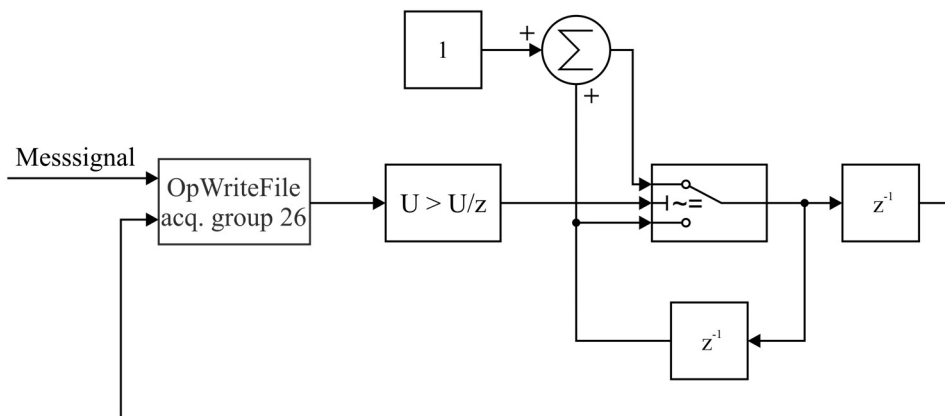 1
+
Σ
+
Messsignal
OpWriteFile
acq. group 26
U > U/z
~=
z⁻¹
z⁻¹